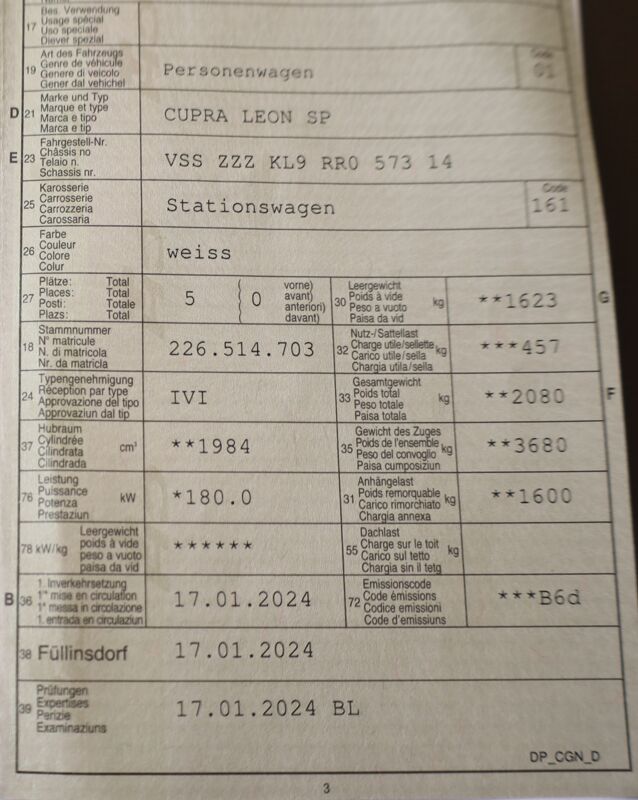 17 Bes. Verwendung
Usage spécial
Uso speciale
Diever spezial
19 Art des Fahrzeugs
Genre de véhicule
Genere di veicolo
Gener dal vehichel
Personenwagen
Code
01
D 21 Marke und Typ
Marque et type
Marca e tipo
Marca e tip
CUPRA LEON SP
E 23 Fahrgestell-Nr.
Châssis no
Telaio n.
Schassis nr.
VSS ZZZ KL9 RR0 573 14
25 Karosserie
Carrosserie
Carrozzeria
Carossaria
Stationswagen
Code
161
26 Farbe
Couleur
Colore
Colur
weiss
27 Plätze: Total
Places: Total
Posti: Totale
Plazs: Total
5 ( 0 vorne)
avant)
anteriori)
davant)
30 Leergewicht
Poids à vide
Peso a vuoto
Paisa da vid
kg **1623 G
18 Stammnummer
N° matricule
N. di matricola
Nr. da matricla
226.514.703
32 Nutz-/Sattellast
Charge utile/sellette
Carico utile/sella
Chargia utila/sella
kg ***457
24 Typengenehmigung
Réception par type
Approvazione del tipo
Approvaziun dal tip
IVI
33 Gesamtgewicht
Poids total
Peso totale
Paisa totala
kg **2080 F
37 Hubraum
Cylindrée
Cilindrata
Cilindrada
cm³ **1984
35 Gewicht des Zuges
Poids de l'ensemble
Peso del convoglio
Paisa cumposiziun
kg **3680
76 Leistung
Puissance
Potenza
Prestaziun
kW *180.0
31 Anhängelast
Poids remorquable
Carico rimorchiato
Chargia annexa
kg **1600
78 kW/kg Leergewicht
poids à vide
peso a vuoto
paisa da vid
******
55 Dachlast
Charge sur le toit
Carico sul tetto
Chargia sin il tetg
kg
B 36 1. Inverkehrsetzung
1re mise en circulation
1a messa in circolazione
1. entrada en circulaziun
17.01.2024
72 Emissionscode
Code émissions
Codice emissioni
Code d'emissiuns
***B6d
38 Füllinsdorf 17.01.2024
39 Prüfungen
Expertises
Perizie
Examinaziuns
17.01.2024 BL
DP_CGN_D
3